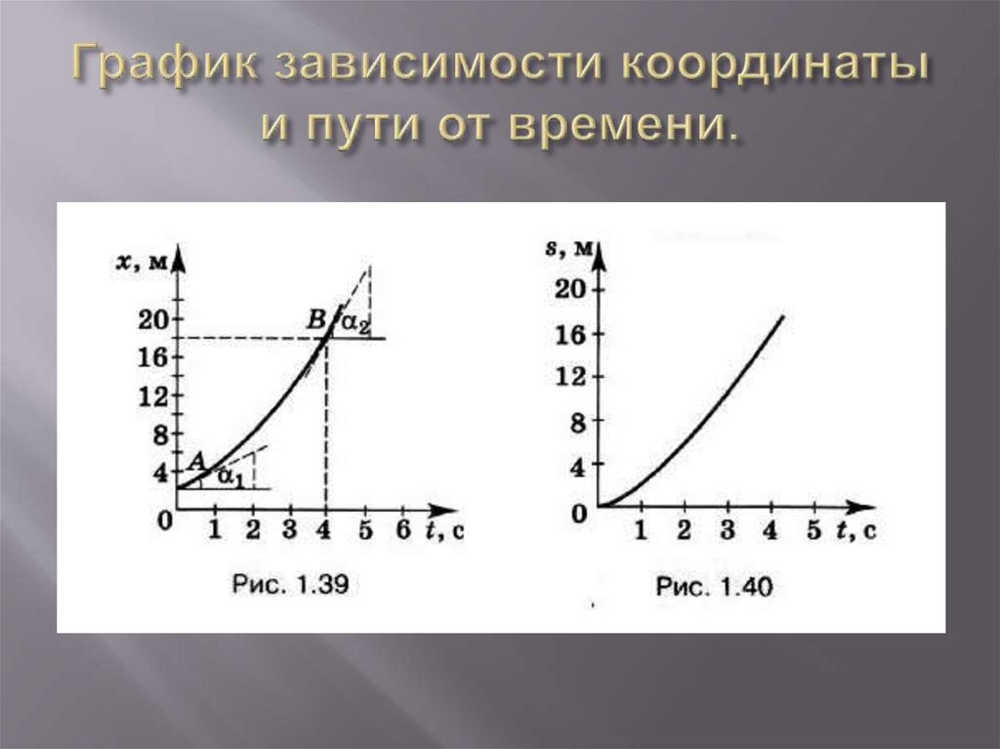 График зависимости координаты
и пути от времени.
x, м
20
16
12
8
4
0
A
α₁
B
α₂
1 2 3 4 5 6 t, с
Рис. 1.39
s, м
20
16
12
8
4
0
1 2 3 4 5 t, с
Рис. 1.40